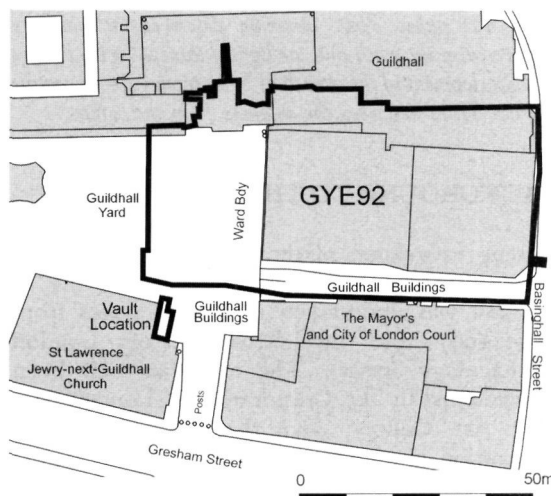 Guildhall
Guildhall
Yard
Ward Bdy
GYE92
Guildhall Buildings
Basinghall
Street
Vault
Location
Guildhall
Buildings
The Mayor's
and City of London Court
St Lawrence
Jewry-next-Guildhall
Church
Posts
Gresham Street
0
50m